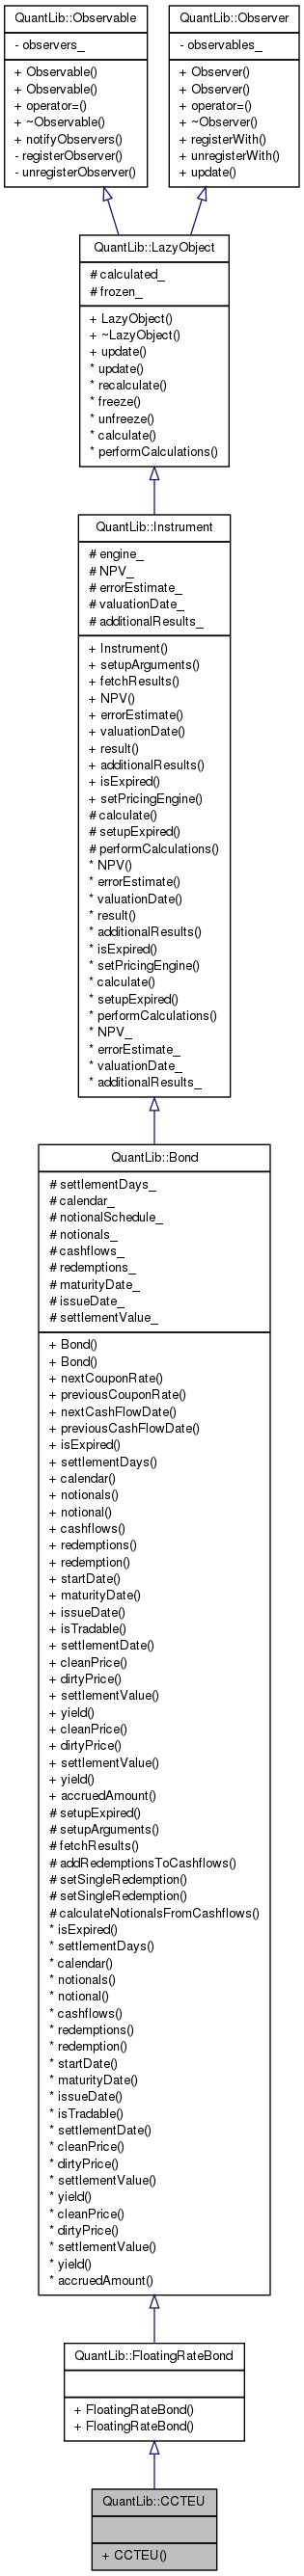 QuantLib::Observable
- observers_
+ Observable()
+ Observable()
+ operator=()
+ ~Observable()
+ notifyObservers()
- registerObserver()
- unregisterObserver()
QuantLib::Observer
- observables_
+ Observer()
+ Observer()
+ operator=()
+ ~Observer()
+ registerWith()
+ unregisterWith()
+ update()
QuantLib::LazyObject
# calculated_
# frozen_
+ LazyObject()
+ ~LazyObject()
+ update()
* update()
* recalculate()
* freeze()
* unfreeze()
* calculate()
* performCalculations()
QuantLib::Instrument
# engine_
# NPV_
# errorEstimate_
# valuationDate_
# additionalResults_
+ Instrument()
+ setupArguments()
+ fetchResults()
+ NPV()
+ errorEstimate()
+ valuationDate()
+ result()
+ additionalResults()
+ isExpired()
+ setPricingEngine()
# calculate()
# setupExpired()
# performCalculations()
* NPV()
* errorEstimate()
* valuationDate()
* result()
* additionalResults()
* isExpired()
* setPricingEngine()
* calculate()
* setupExpired()
* performCalculations()
* NPV_
* errorEstimate_
* valuationDate_
* additionalResults_
QuantLib::Bond
# settlementDays_
# calendar_
# notionalSchedule_
# notionals_
# cashflows_
# redemptions_
# maturityDate_
# issueDate_
# settlementValue_
+ Bond()
+ Bond()
+ nextCouponRate()
+ previousCouponRate()
+ nextCashFlowDate()
+ previousCashFlowDate()
+ isExpired()
+ settlementDays()
+ calendar()
+ notionals()
+ notional()
+ cashflows()
+ redemptions()
+ redemption()
+ startDate()
+ maturityDate()
+ issueDate()
+ isTradable()
+ settlementDate()
+ cleanPrice()
+ dirtyPrice()
+ settlementValue()
+ yield()
+ cleanPrice()
+ dirtyPrice()
+ settlementValue()
+ yield()
+ accruedAmount()
# setupExpired()
# setupArguments()
# fetchResults()
# addRedemptionsToCashflows()
# setSingleRedemption()
# setSingleRedemption()
# calculateNotionalsFromCashflows()
* isExpired()
* settlementDays()
* calendar()
* notionals()
* notional()
* cashflows()
* redemptions()
* redemption()
* startDate()
* maturityDate()
* issueDate()
* isTradable()
* settlementDate()
* cleanPrice()
* dirtyPrice()
* settlementValue()
* yield()
* cleanPrice()
* dirtyPrice()
* settlementValue()
* yield()
* accruedAmount()
QuantLib::FloatingRateBond
+ FloatingRateBond()
+ FloatingRateBond()
QuantLib::CCTEU
+ CCTEU()